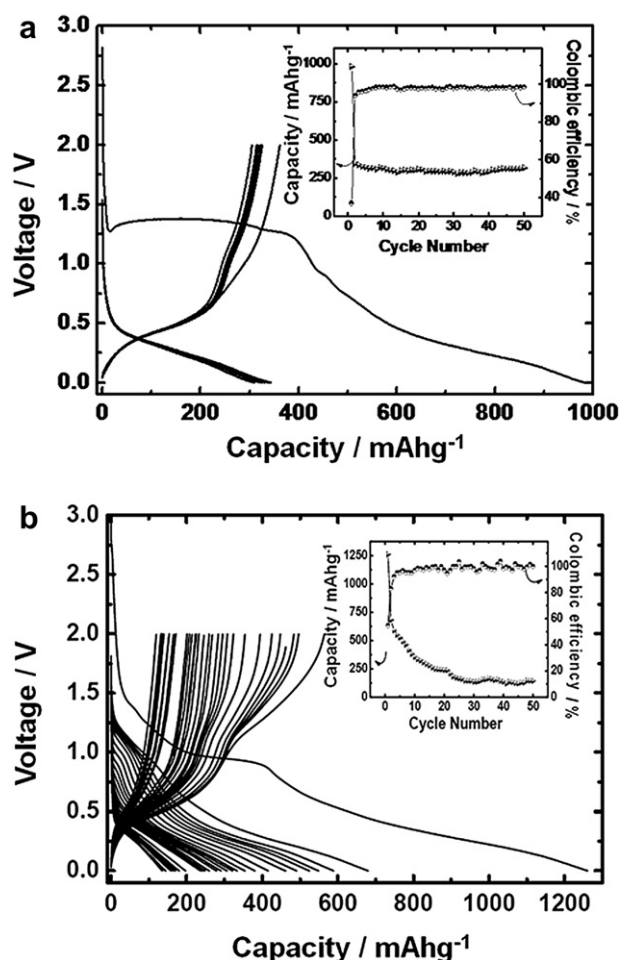 a
3.0
2.5
2.0
1.5
1.0
0.5
0.0
Voltage / V
0 200 400 600 800 1000
Capacity / mAhg-1
1000
750
500
250
0
Capacity / mAhg-1
100
80
60
40
Colombic efficiency / %
0 10 20 30 40 50
Cycle Number
b
3.0
2.5
2.0
1.5
1.0
0.5
0.0
Voltage / V
0 200 400 600 800 1000 1200
Capacity / mAhg-1
1250
1000
750
500
250
0
Capacity / mAhg-1
100
80
60
40
20
0
Colombic efficiency / %
0 10 20 30 40 50
Cycle Number